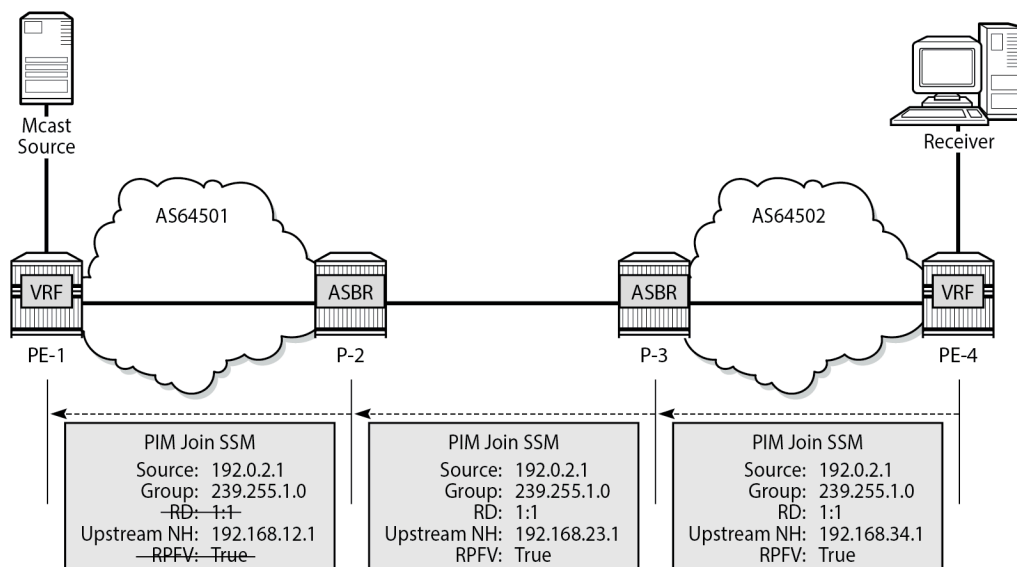 Mcast
Source
Receiver
AS64501
AS64502
VRF
ASBR
ASBR
VRF
PE-1
P-2
P-3
PE-4
PIM Join SSM
Source: 192.0.2.1
Group: 239.255.1.0
RD: 1:1
Upstream NH: 192.168.12.1
RPFV: True
PIM Join SSM
Source: 192.0.2.1
Group: 239.255.1.0
RD: 1:1
Upstream NH: 192.168.23.1
RPFV: True
PIM Join SSM
Source: 192.0.2.1
Group: 239.255.1.0
RD: 1:1
Upstream NH: 192.168.34.1
RPFV: True